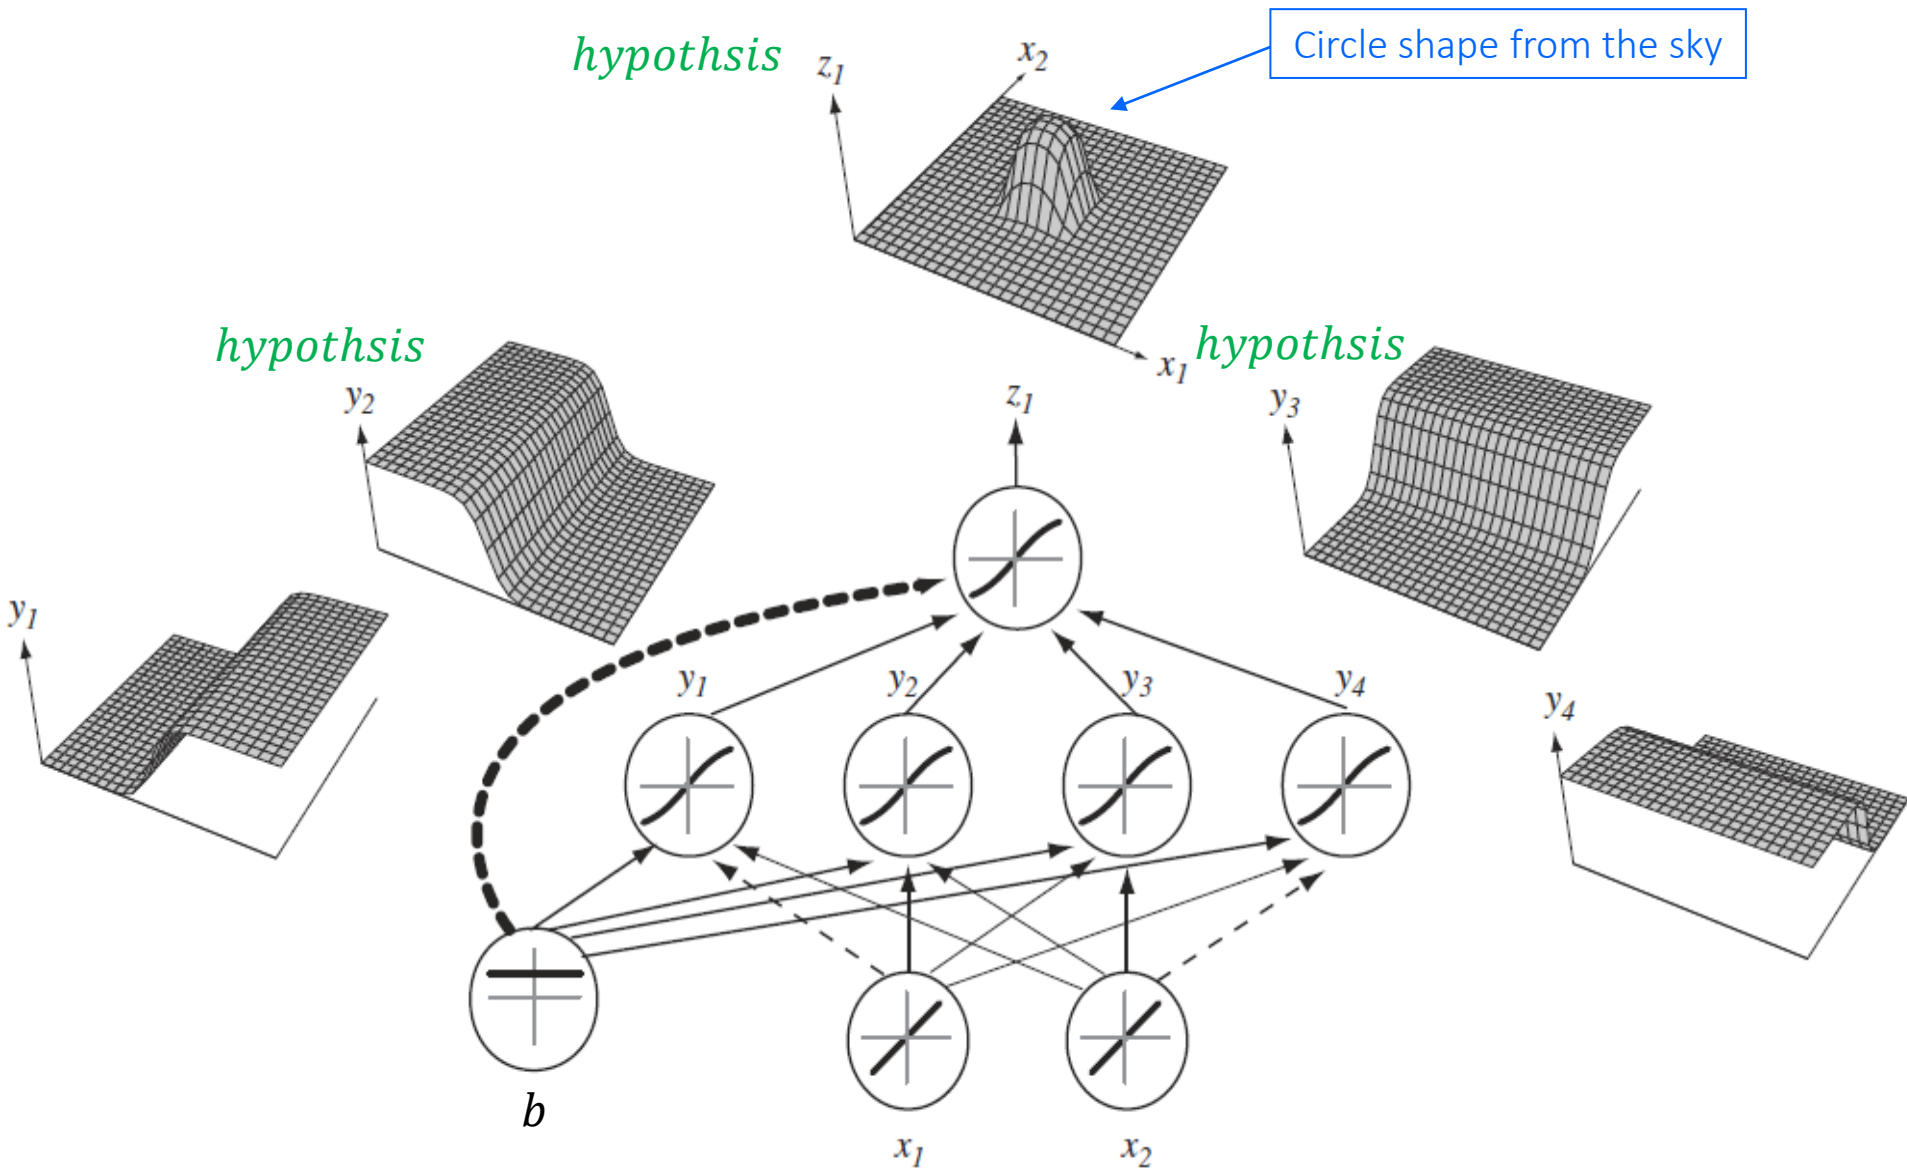 hypothsis
z1
x2
Circle shape from the sky
x1
hypothsis
y2
hypothsis
y3
y1
y4
z1
y1
y2
y3
y4
b
x1
x2